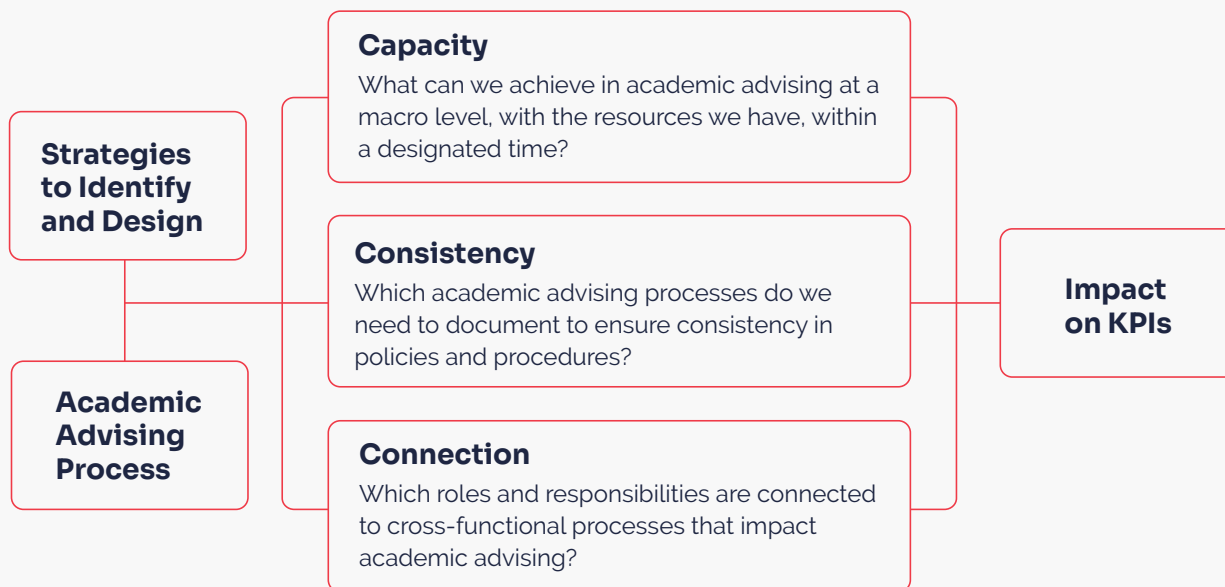 Strategies
to Identify
and Design
Academic
Advising
Process
Capacity
What can we achieve in academic advising at a
macro level, with the resources we have, within
a designated time?
Consistency
Which academic advising processes do we
need to document to ensure consistency in
policies and procedures?
Connection
Which roles and responsibilities are connected
to cross-functional processes that impact
academic advising?
Impact
on KPIs